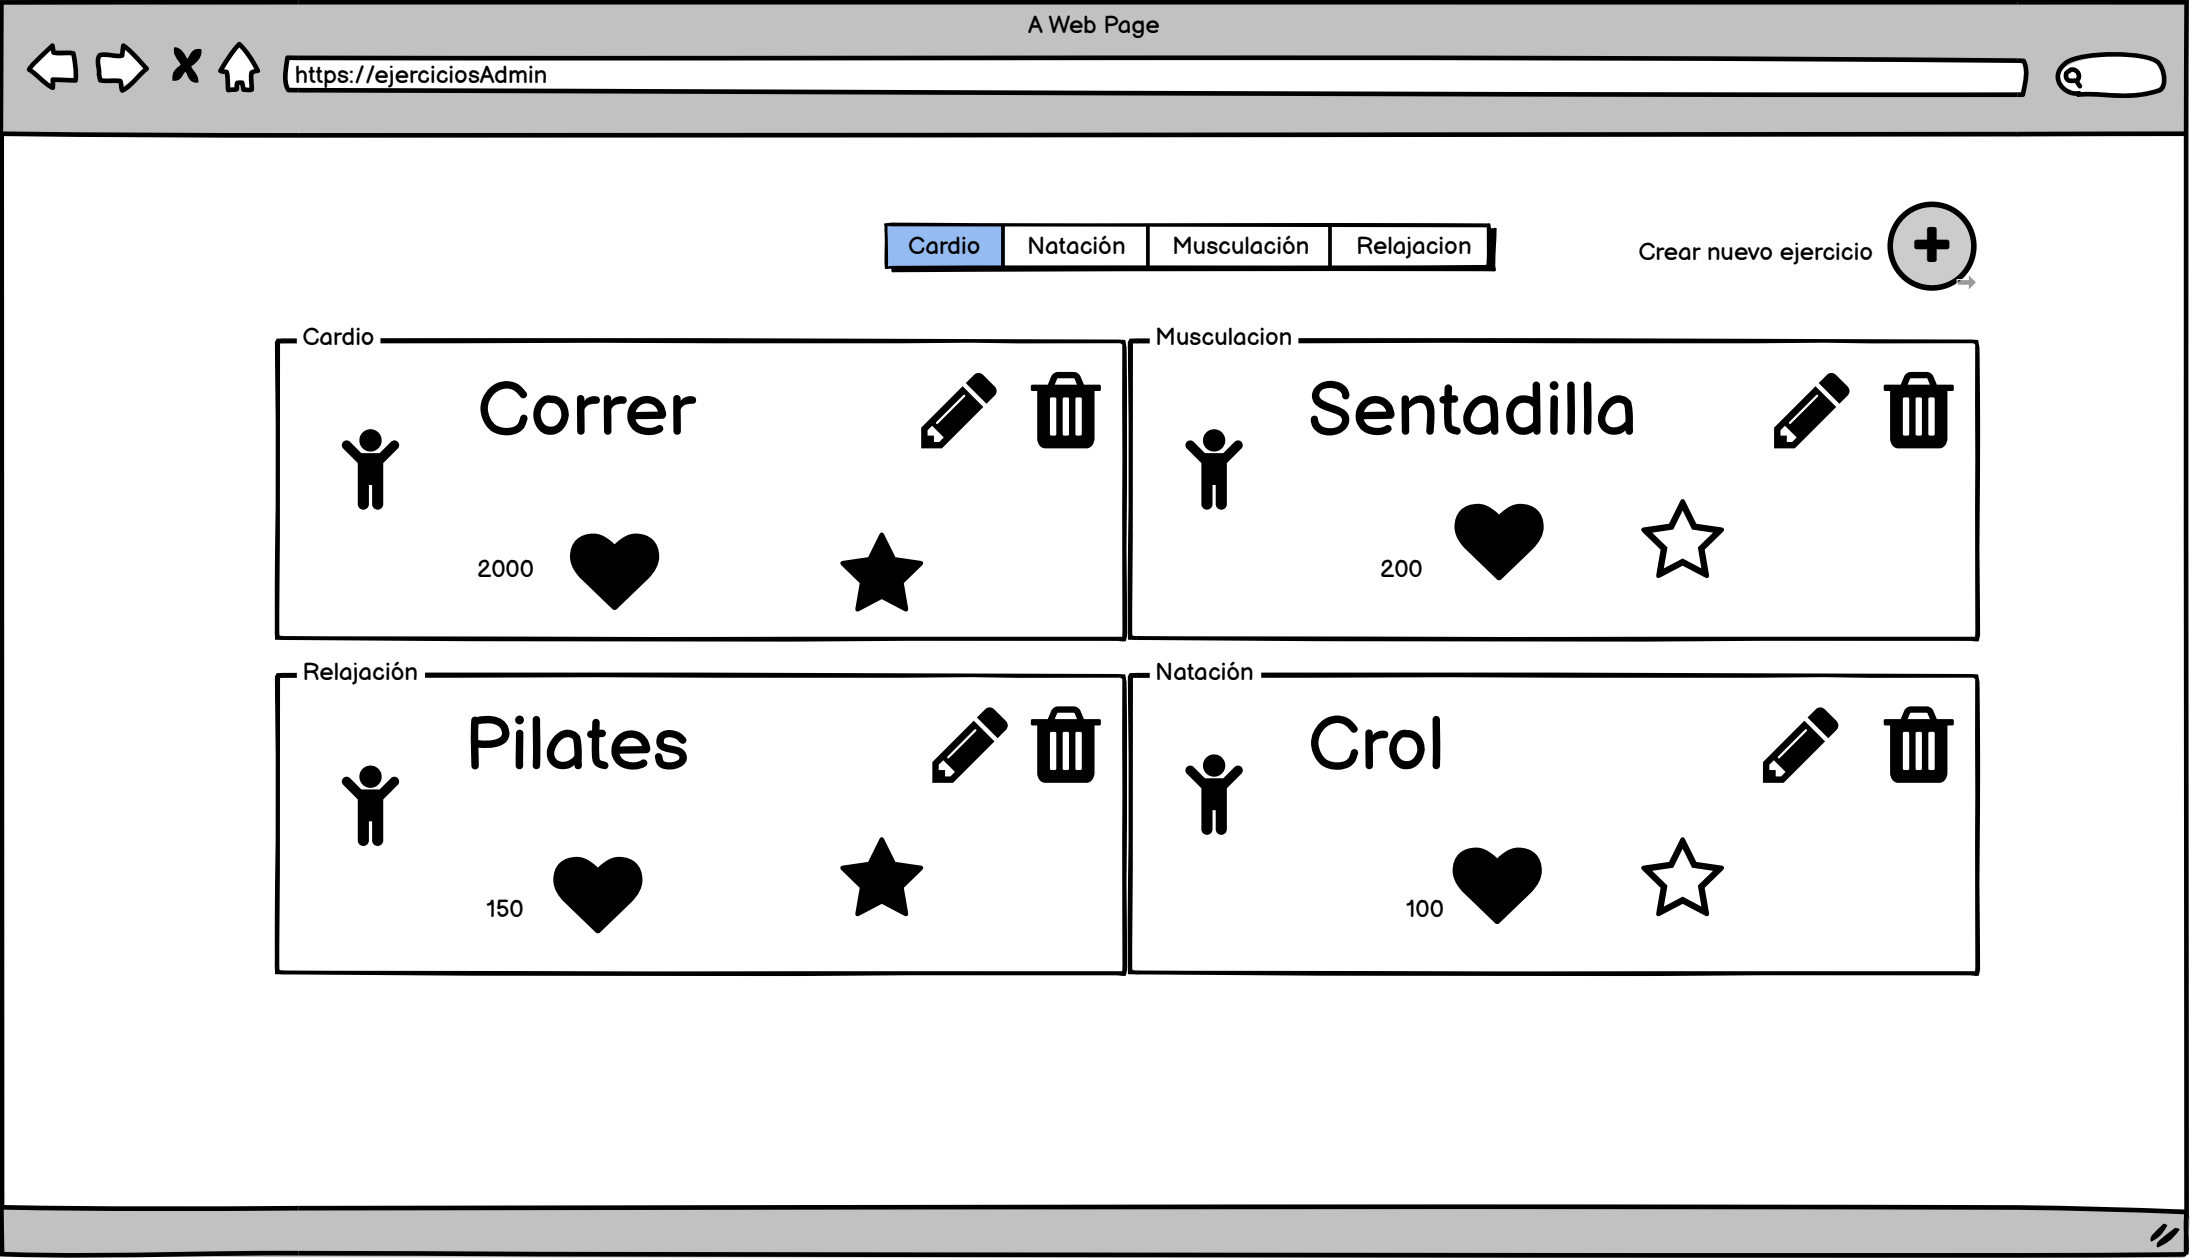 A Web Page
https://ejerciciosAdmin
Cardio Natación Musculación Relajacion
Crear nuevo ejercicio
Cardio
Correr
2000
Musculacion
Sentadilla
200
Relajación
Pilates
150
Natación
Crol
100